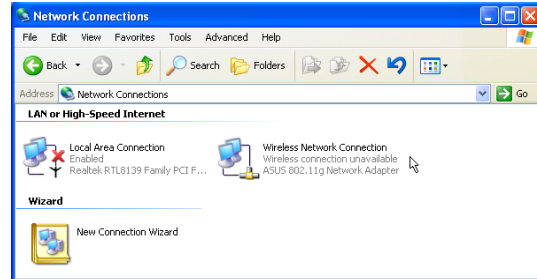 Network Connections
File Edit View Favorites Tools Advanced Help
Back Search Folders
Address Network Connections Go
LAN or High-Speed Internet
Local Area Connection
Enabled
Realtek RTL8139 Family PCI F...
Wireless Network Connection
Wireless connection unavailable
ASUS 802.11g Network Adapter
Wizard
New Connection Wizard